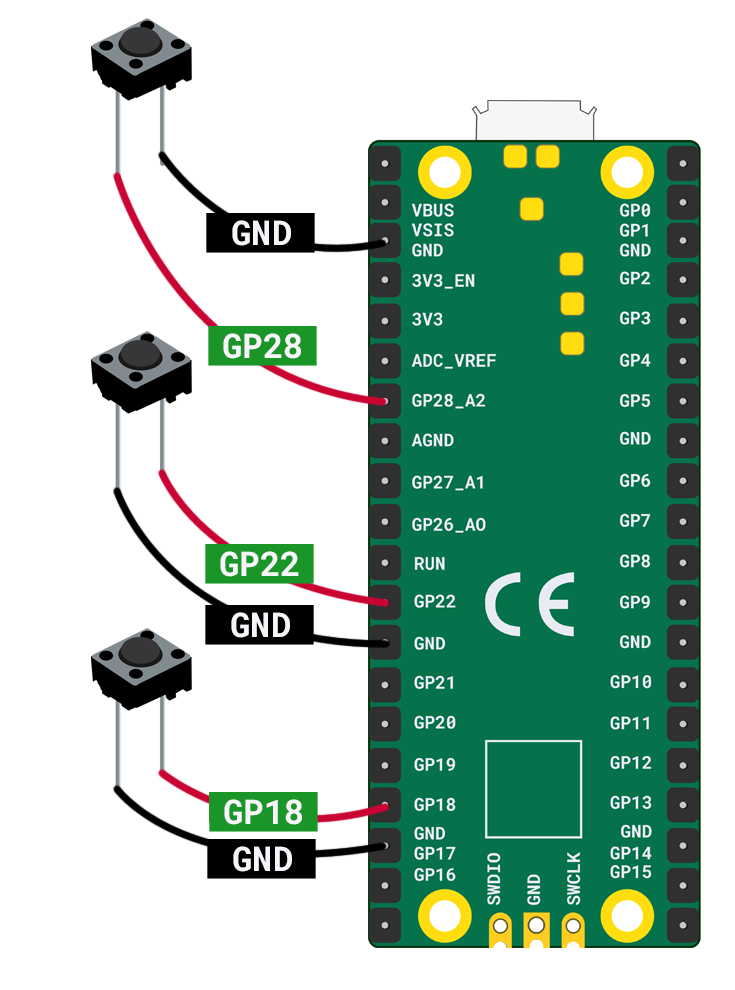 GND
GP28
GP22
GND
GP18
GND
VBUS
VSIS
GND
3V3_EN
3V3
ADC_VREF
GP28_A2
AGND
GP27_A1
GP26_AO
RUN
GP22
GND
GP21
GP20
GP19
GP18
GND
GP17
GP16
GP0
GP1
GND
GP2
GP3
GP4
GP5
GND
GP6
GP7
GP8
GP9
GND
GP10
GP11
GP12
GP13
GND
GP14
GP15
CE
SWDIO
GND
SWCLK